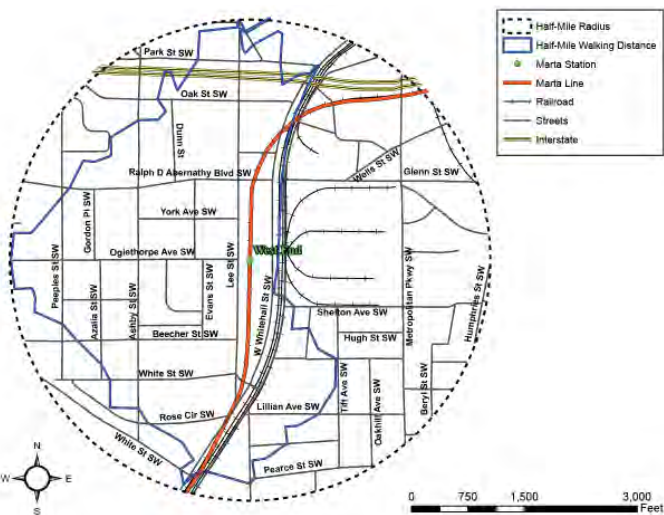 Half-Mile Radius
Half-Mile Walking Distance
Marta Station
Marta Line
Railroad
Streets
Interstate
Park St SW
Oak St SW
Dunn St
Ralph D Abernathy Blvd SW
Wells St SW
Glenn St SW
York Ave SW
Gordon Pl SW
Ogiethorpe Ave SW
West End
Peeples St SW
Azalia St SW
Ashby St SW
Evans St SW
Lee St SW
W Whitehall St SW
Metropolitan Pkwy SW
Humphries St SW
Shelton Ave SW
Beecher St SW
Hugh St SW
White St SW
Tift Ave SW
Oakhill Ave SW
Beryl St SW
Rose Cir SW
Lillian Ave SW
White St SW
Pearce St SW
N
W
E
S
0 750 1,500 3,000
Feet